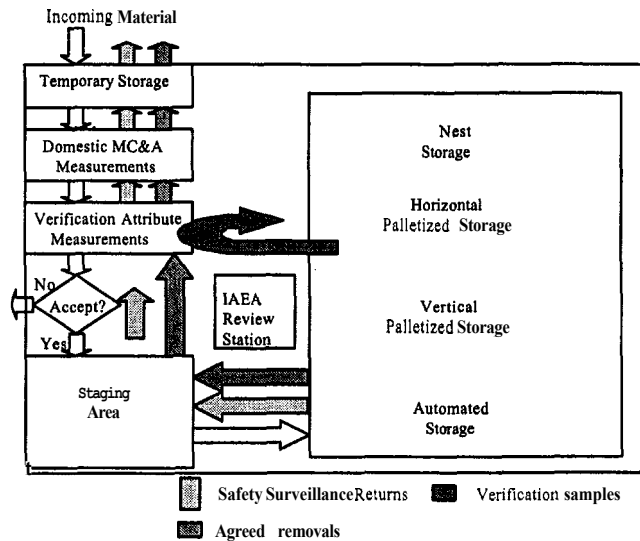 Incoming Material
Temporary Storage
Domestic MC&A
Measurements
Verification Attribute
Measurements
No
Accept?
Yes
Staging
Area
IAEA
Review
Station
Nest
Storage
Horizontal
Palletized Storage
Vertical
Palletized Storage
Automated
Storage
Safety Surveillance Returns
Verification samples
Agreed removals